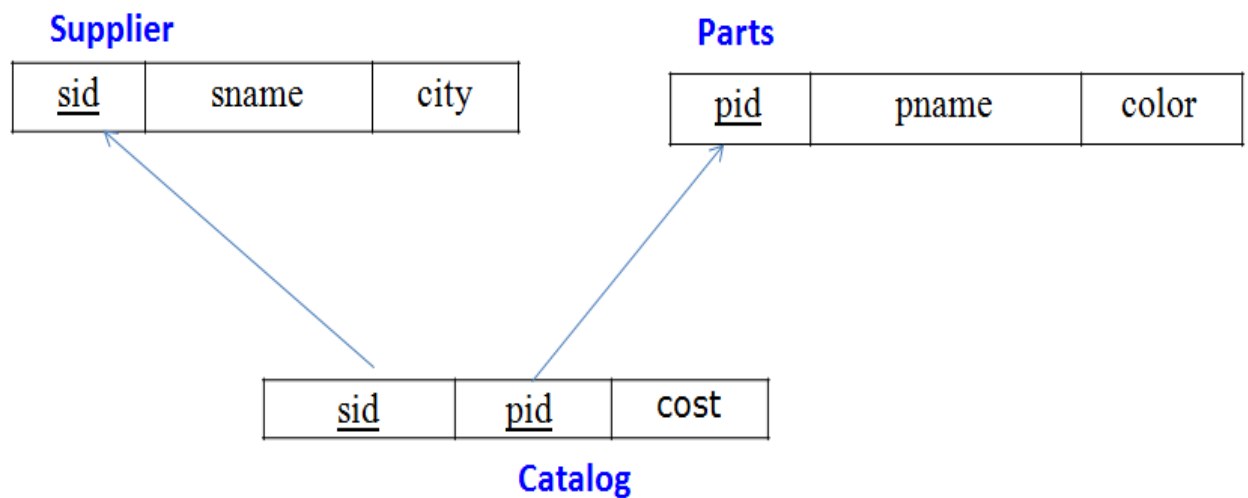 Supplier
Parts
sid sname city
pid pname color
sid pid cost
Catalog